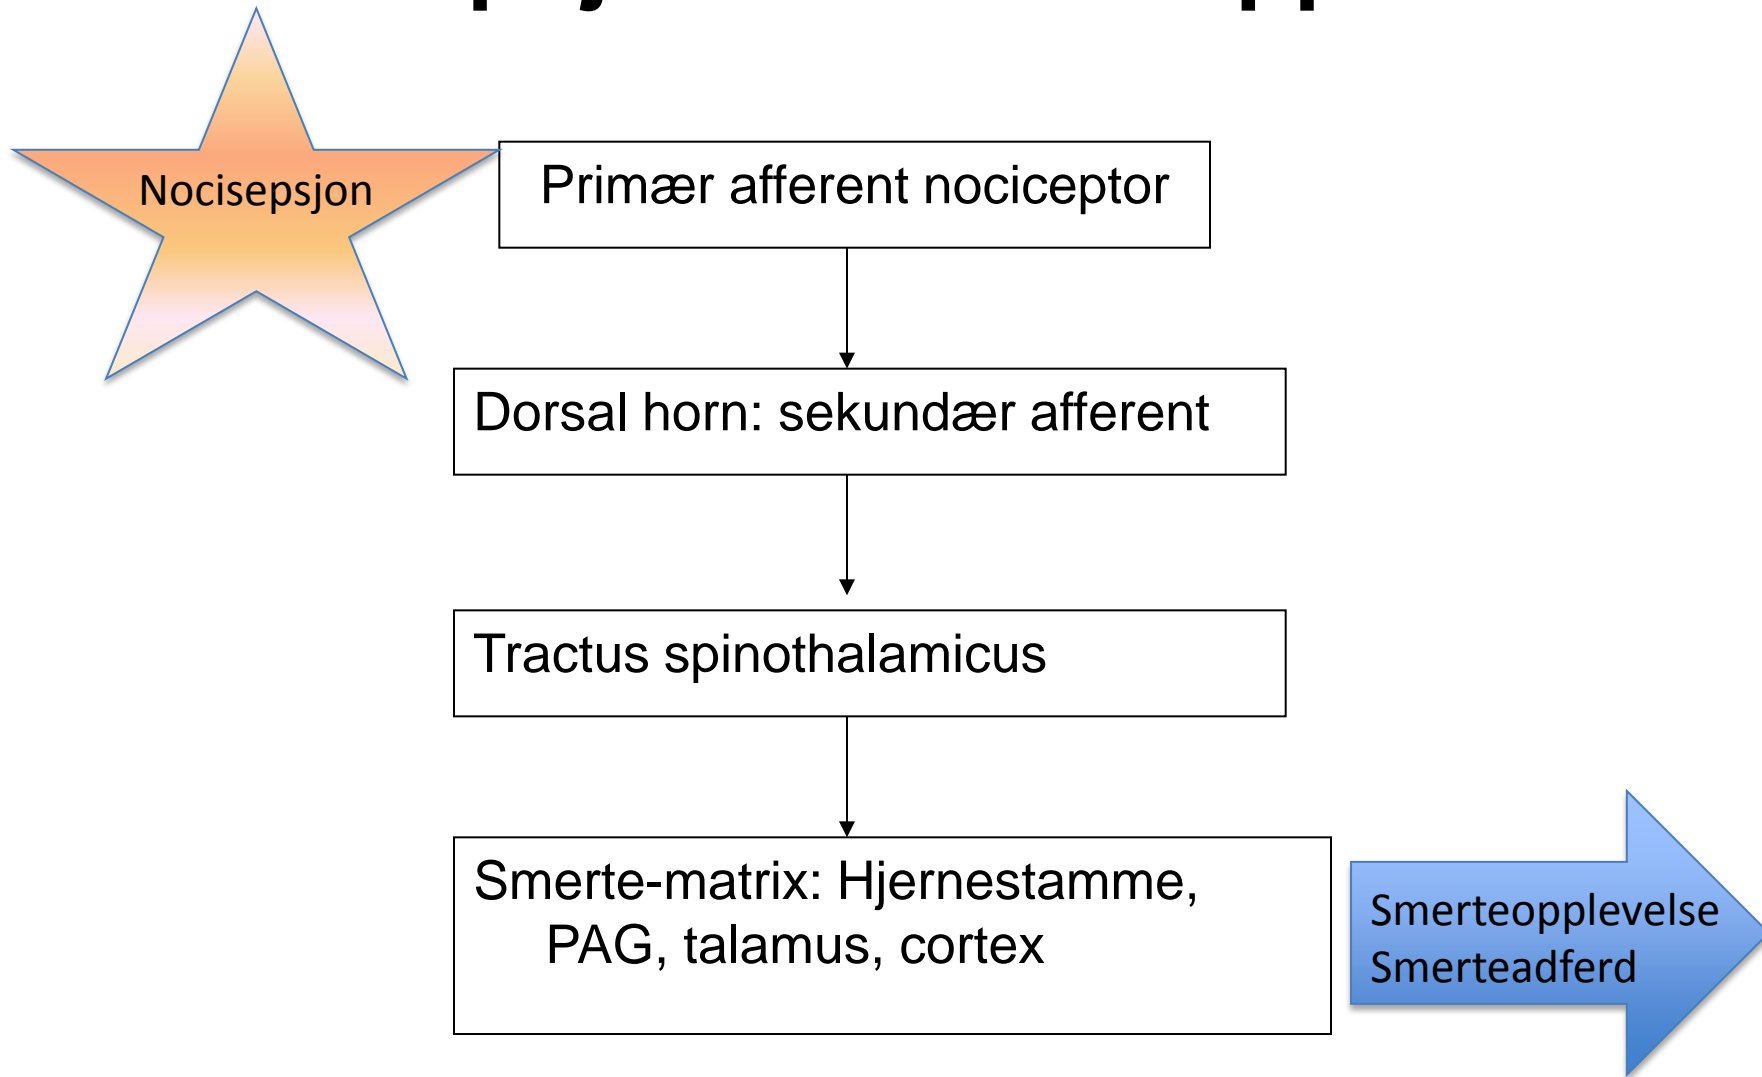 Nocisepsjon
Primær afferent nociceptor
Dorsal horn: sekundær afferent
Tractus spinothalamicus
Smerte-matrix: Hjernestamme,
PAG, talamus, cortex
Smerteopplevelse
Smerteadferd